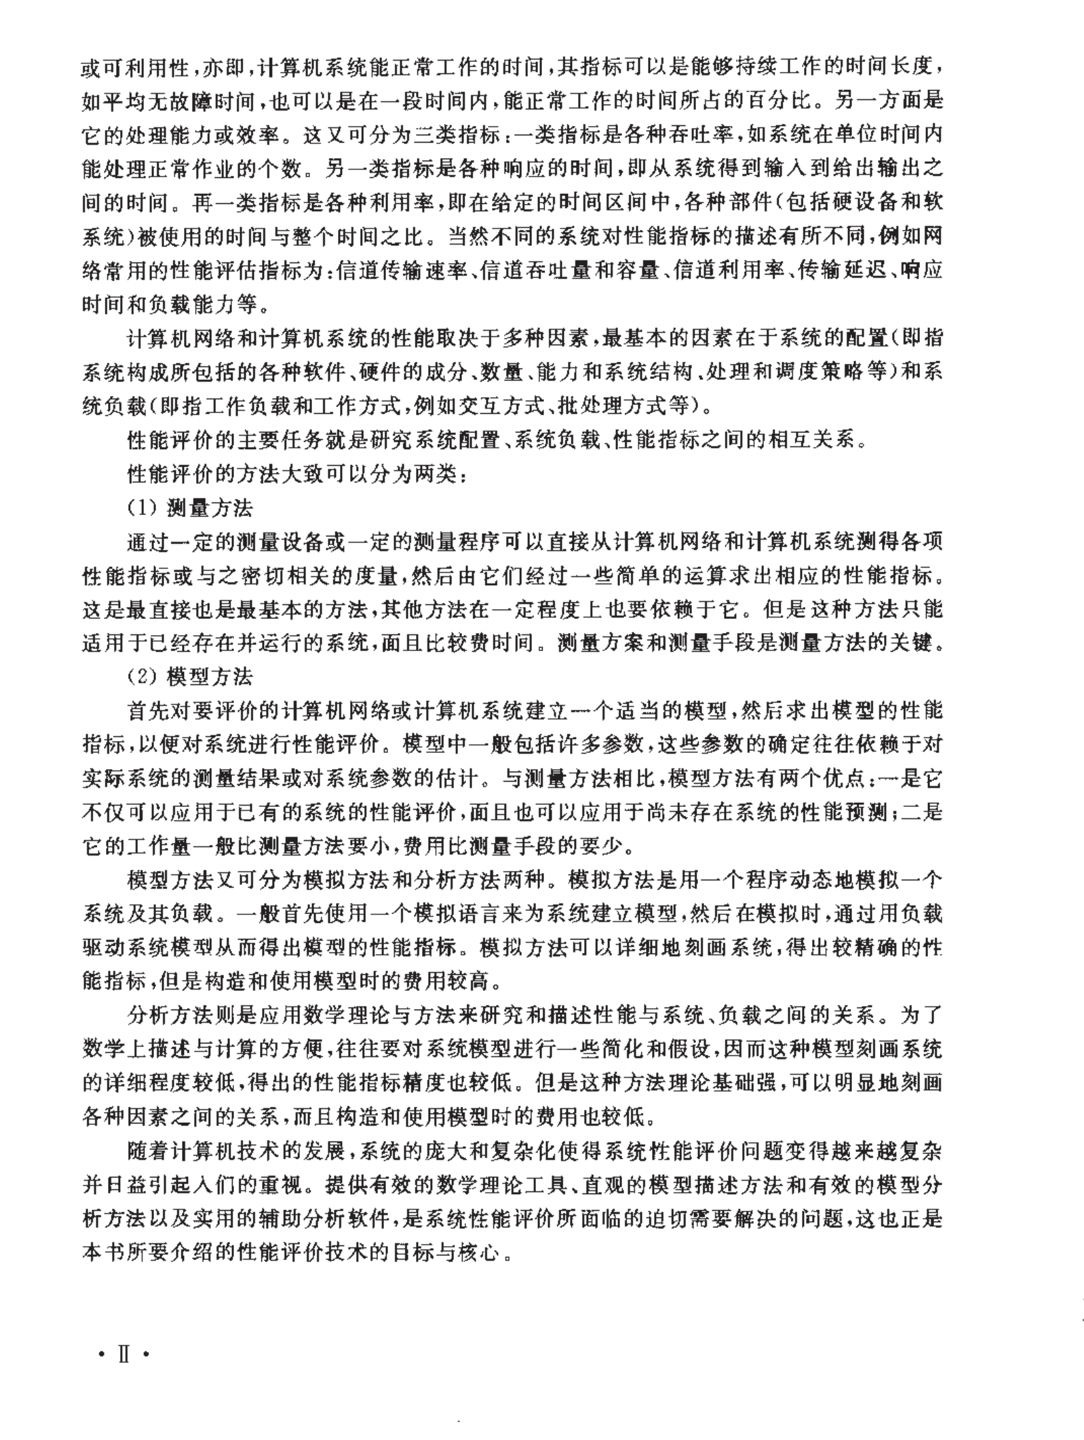 或可利用性,亦即,计算机系统能正常工作的时间,其指标可以是能够持续工作的时间长度,
如平均无故障时间,也可以是在一段时间内,能正常工作的时间所占的百分比。另一方面是
它的处理能力或效率。这又可分为三类指标:一类指标是各种吞吐率,如系统在单位时间内
能处理正常作业的个数。另一类指标是各种响应的时间,即从系统得到输入到给出输出之
间的时间。再一类指标是各种利用率,即在给定的时间区间中,各种部件(包括硬设备和软
系统)被使用的时间与整个时间之比。当然不同的系统对性能指标的描述有所不同,例如网
络常用的性能评估指标为:信道传输速率、信道吞吐量和容量、信道利用率、传输延迟、响应
时间和负载能力等。
计算机网络和计算机系统的性能取决于多种因素,最基本的因素在于系统的配置(即指
系统构成所包括的各种软件、硬件的成分、数量、能力和系统结构、处理和调度策略等)和系
统负载(即指工作负载和工作方式,例如交互方式、批处理方式等)。
性能评价的主要任务就是研究系统配置、系统负载、性能指标之间的相互关系。
性能评价的方法大致可以分为两类:
(1) 测量方法
通过一定的测量设备或一定的测量程序可以直接从计算机网络和计算机系统测得各项
性能指标或与之密切相关的度量,然后由它们经过一些简单的运算求出相应的性能指标。
这是最直接也是最基本的方法,其他方法在一定程度上也要依赖于它。但是这种方法只能
适用于已经存在并运行的系统,而且比较费时间。测量方案和测量手段是测量方法的关键。
(2) 模型方法
首先对要评价的计算机网络或计算机系统建立一个适当的模型,然后求出模型的性能
指标,以便对系统进行性能评价。模型中一般包括许多参数,这些参数的确定往往依赖于对
实际系统的测量结果或对系统参数的估计。与测量方法相比,模型方法有两个优点:一是它
不仅可以应用于已有的系统的性能评价,而且也可以应用于尚未存在系统的性能预测;二是
它的工作量一般比测量方法要小,费用比测量手段的要少。
模型方法又可分为模拟方法和分析方法两种。模拟方法是用一个程序动态地模拟一个
系统及其负载。一般首先使用一个模拟语言来为系统建立模型,然后在模拟时,通过用负载
驱动系统模型从而得出模型的性能指标。模拟方法可以详细地刻画系统,得出较精确的性
能指标,但是构造和使用模型时的费用较高。
分析方法则是应用数学理论与方法来研究和描述性能与系统、负载之间的关系。为了
数学上描述与计算的方便,往往要对系统模型进行一些简化和假设,因而这种模型刻画系统
的详细程度较低,得出的性能指标精度也较低。但是这种方法理论基础强,可以明显地刻画
各种因素之间的关系,而且构造和使用模型时的费用也较低。
随着计算机技术的发展,系统的庞大和复杂化使得系统性能评价问题变得越来越复杂
并日益引起人们的重视。提供有效的数学理论工具、直观的模型描述方法和有效的模型分
析方法以及实用的辅助分析软件,是系统性能评价所面临的迫切需要解决的问题,这也正是
本书所要介绍的性能评价技术的目标与核心。
· Ⅱ ·